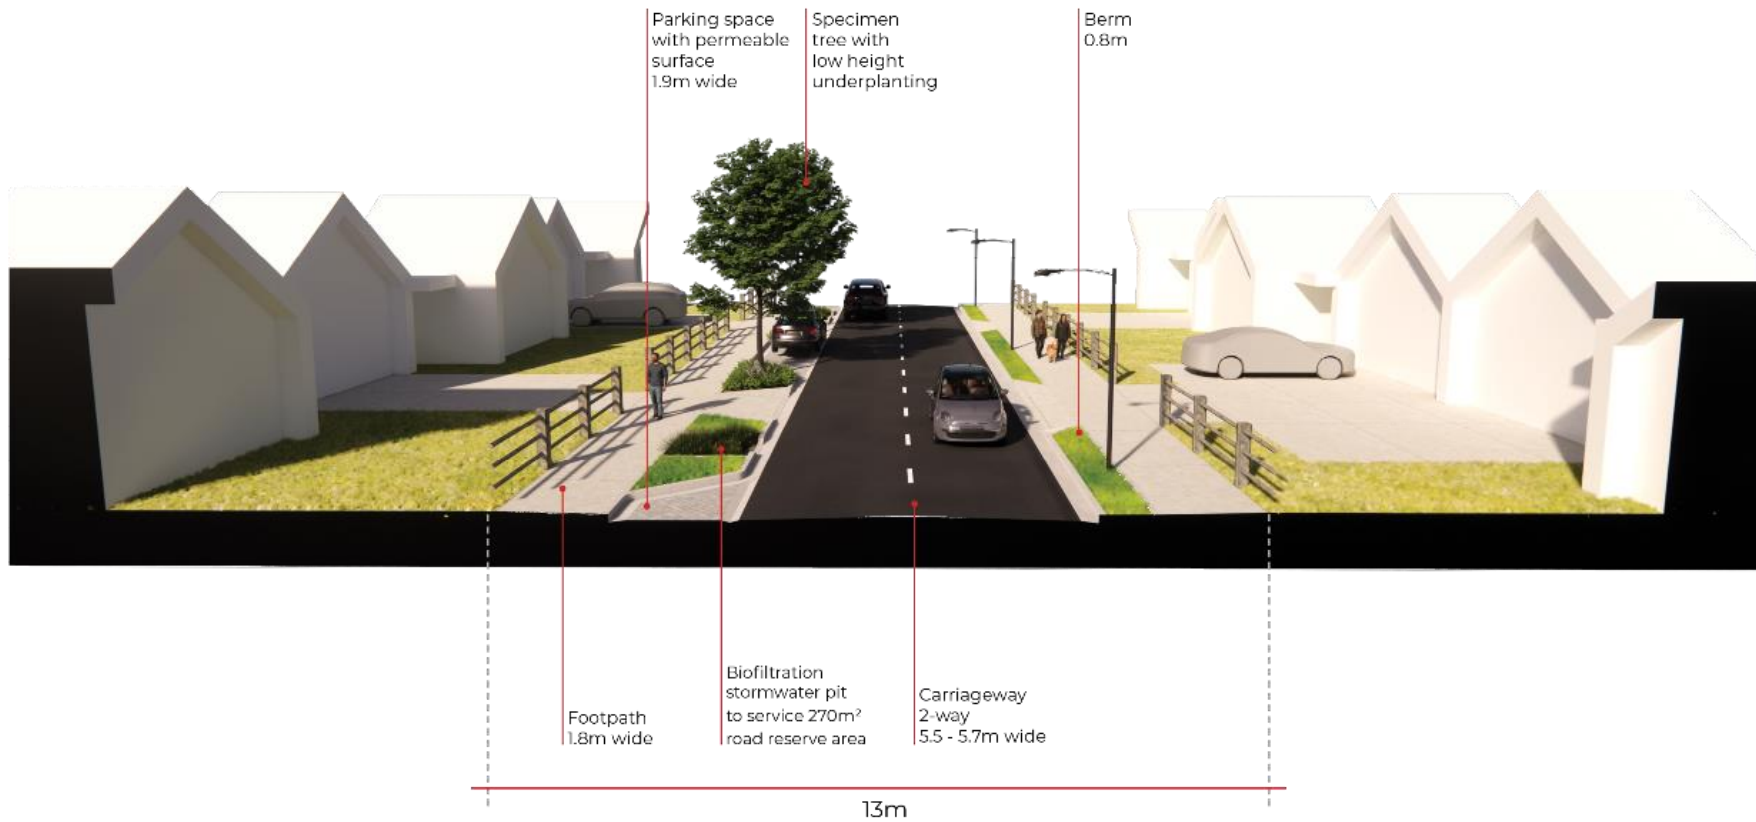 Parking space
with permeable
surface
1.9m wide
Specimen
tree with
low height
underplanting
Berm
0.8m
Footpath
1.8m wide
Biofiltration
stormwater pit
to service 270m²
road reserve area
Carriageway
2-way
5.5 - 5.7m wide
13m